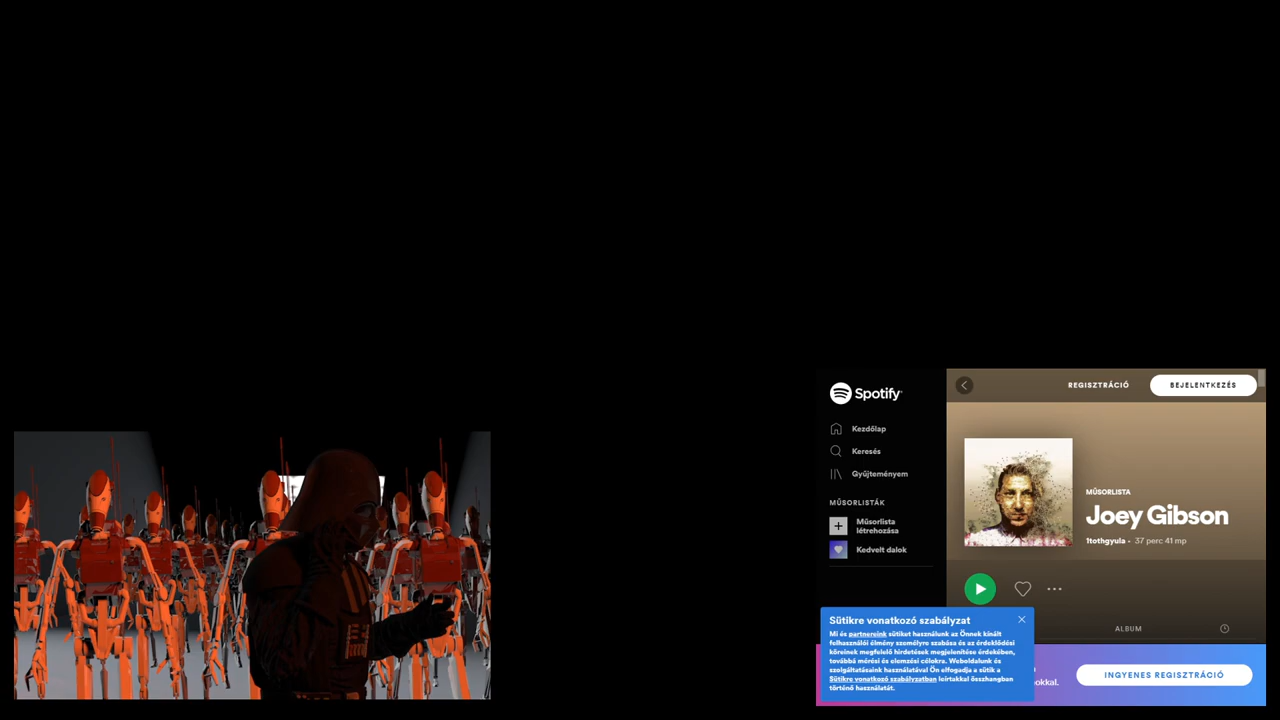 Spotify
Kezdőlap
Keresés
Gyűjteményem
MŰSORLISTÁK
Műsorlista
létrehozása
Kedvelt dalok
REGISZTRÁCIÓ
BEJELENTKEZÉS
MŰSORLISTA
Joey Gibson
1tothgyula • 37 perc 41 mp
ALBUM
Sütikre vonatkozó szabályzat
Mi és partnereink sütiket használunk az Önnek kínált
felhasználói élmény személyre szabása és az érdeklődési
köreinek megfelelő hirdetések megjelenítése érdekében,
továbbá mérési és elemzési célokra. Weboldalunk és
szolgáltatásaink használatával Ön elfogadja a sütik a
Sütikre vonatkozó szabályzatban leírtakkal összhangban
történő használatát.
INGYENES REGISZTRÁCIÓ